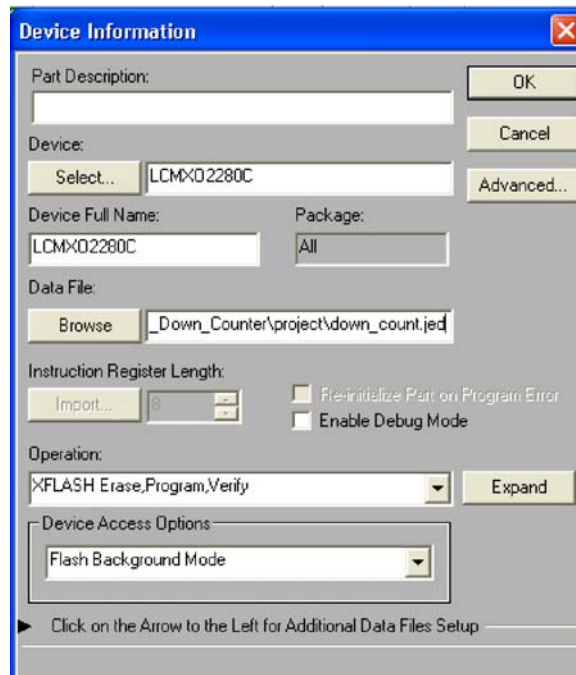 Device Information
Part Description:
OK
Device:
Cancel
Select... LCMXO2280C
Advanced...
Device Full Name: Package:
LCMXO2280C All
Data File:
Browse _Down_Counter\project\down_count.jed
Instruction Register Length:
Import... 8 Re-initialize Part on Program Error
Enable Debug Mode
Operation:
XFLASH Erase,Program,Verify Expand
Device Access Options
Flash Background Mode
Click on the Arrow to the Left for Additional Data Files Setup